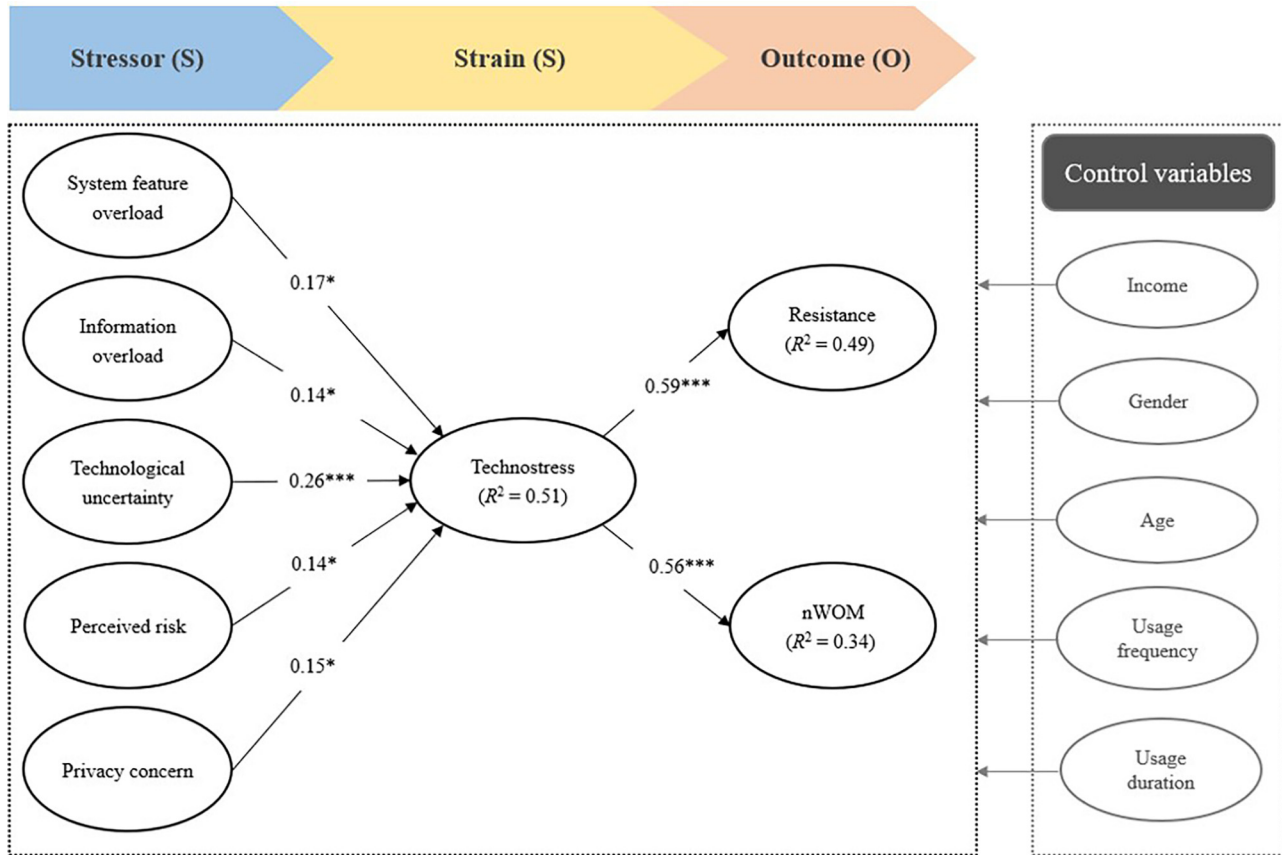 Stressor (S)
Strain (S)
Outcome (O)
System feature
overload
Information
overload
Technological
uncertainty
Perceived risk
Privacy concern
0.17*
0.14*
0.26***
0.14*
0.15*
Technostress
(R² = 0.51)
0.59***
0.56***
Resistance
(R² = 0.49)
nWOM
(R² = 0.34)
Control variables
Income
Gender
Age
Usage
frequency
Usage
duration